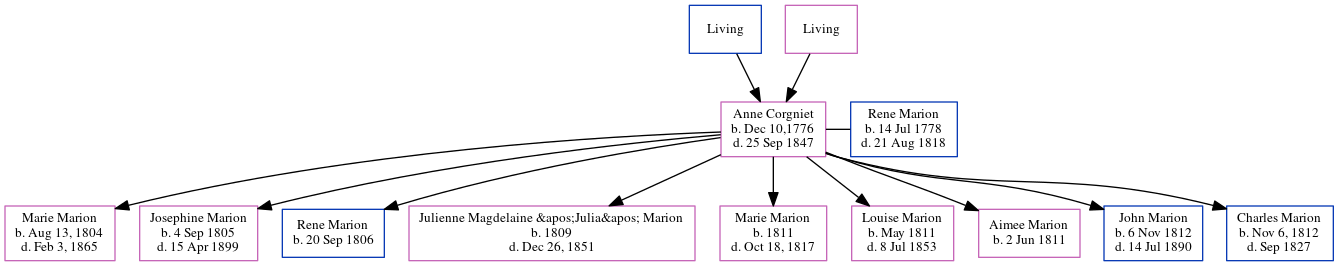 Living
Living
Anne Corgniet
b. Dec 10,1776
d. 25 Sep 1847
Rene Marion
b. 14 Jul 1778
d. 21 Aug 1818
Marie Marion
b. Aug 13, 1804
d. Feb 3, 1865
Josephine Marion
b. 4 Sep 1805
d. 15 Apr 1899
Rene Marion
b. 20 Sep 1806
Julienne Magdelaine &apos;Julia&apos; Marion
b. 1809
d. Dec 26, 1851
Marie Marion
b. 1811
d. Oct 18, 1817
Louise Marion
b. May 1811
d. 8 Jul 1853
Aimee Marion
b. 2 Jun 1811
John Marion
b. 6 Nov 1812
d. 14 Jul 1890
Charles Marion
b. Nov 6, 1812
d. Sep 1827